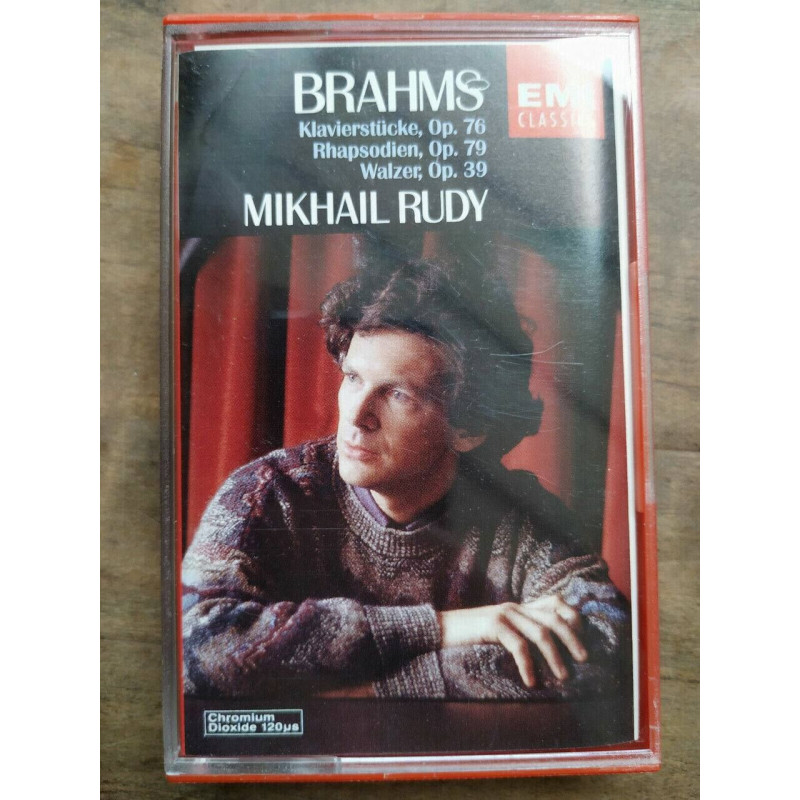 BRAHMS
Klavierstücke, Op. 76
Rhapsodien, Op. 79
Walzer, Op. 39
MIKHAIL RUDY
EMI
CLASSICS
Chromium
Dioxide 120µs